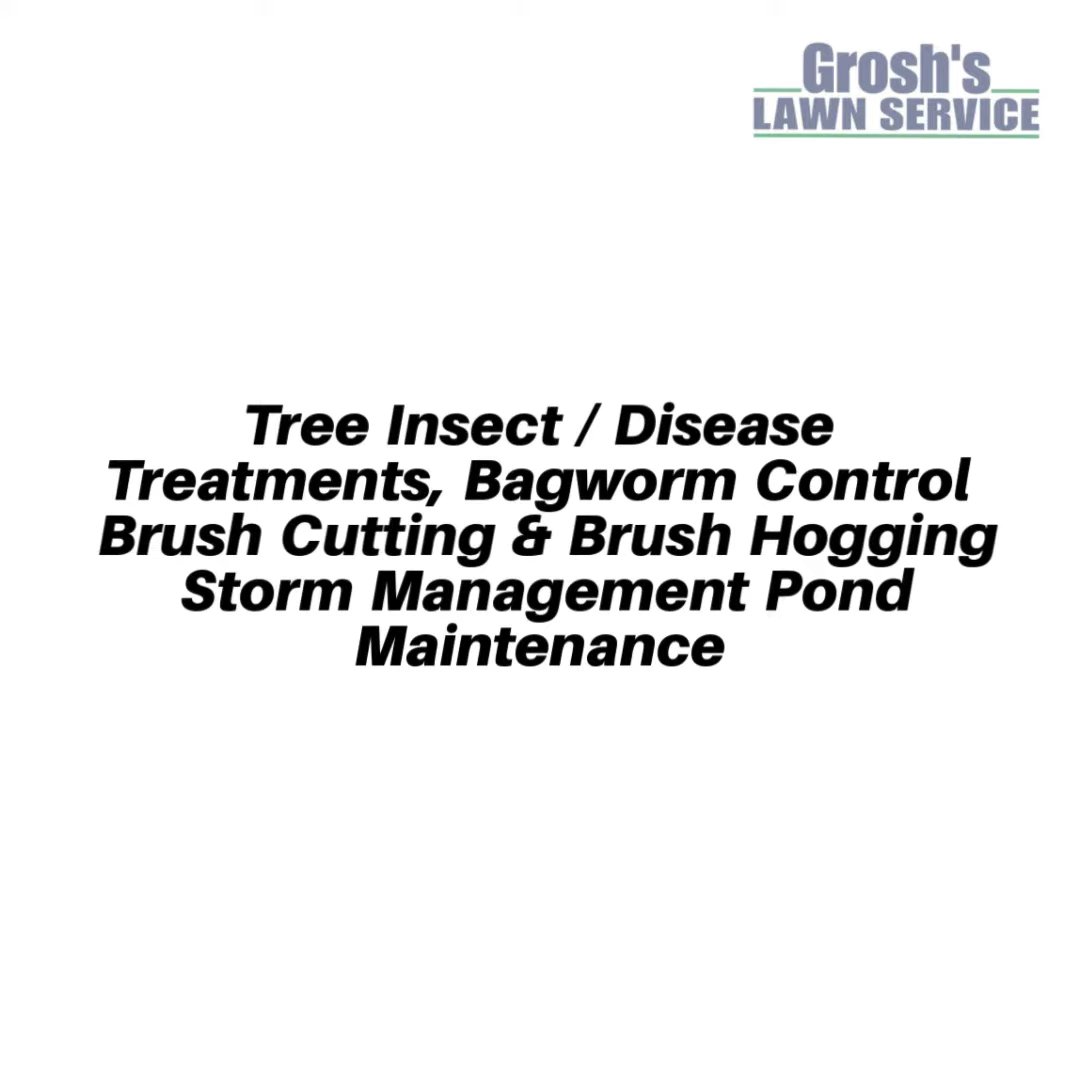 Grosh's
LAWN SERVICE
Tree Insect / Disease
Treatments, Bagworm Control
Brush Cutting & Brush Hogging
Storm Management Pond
Maintenance